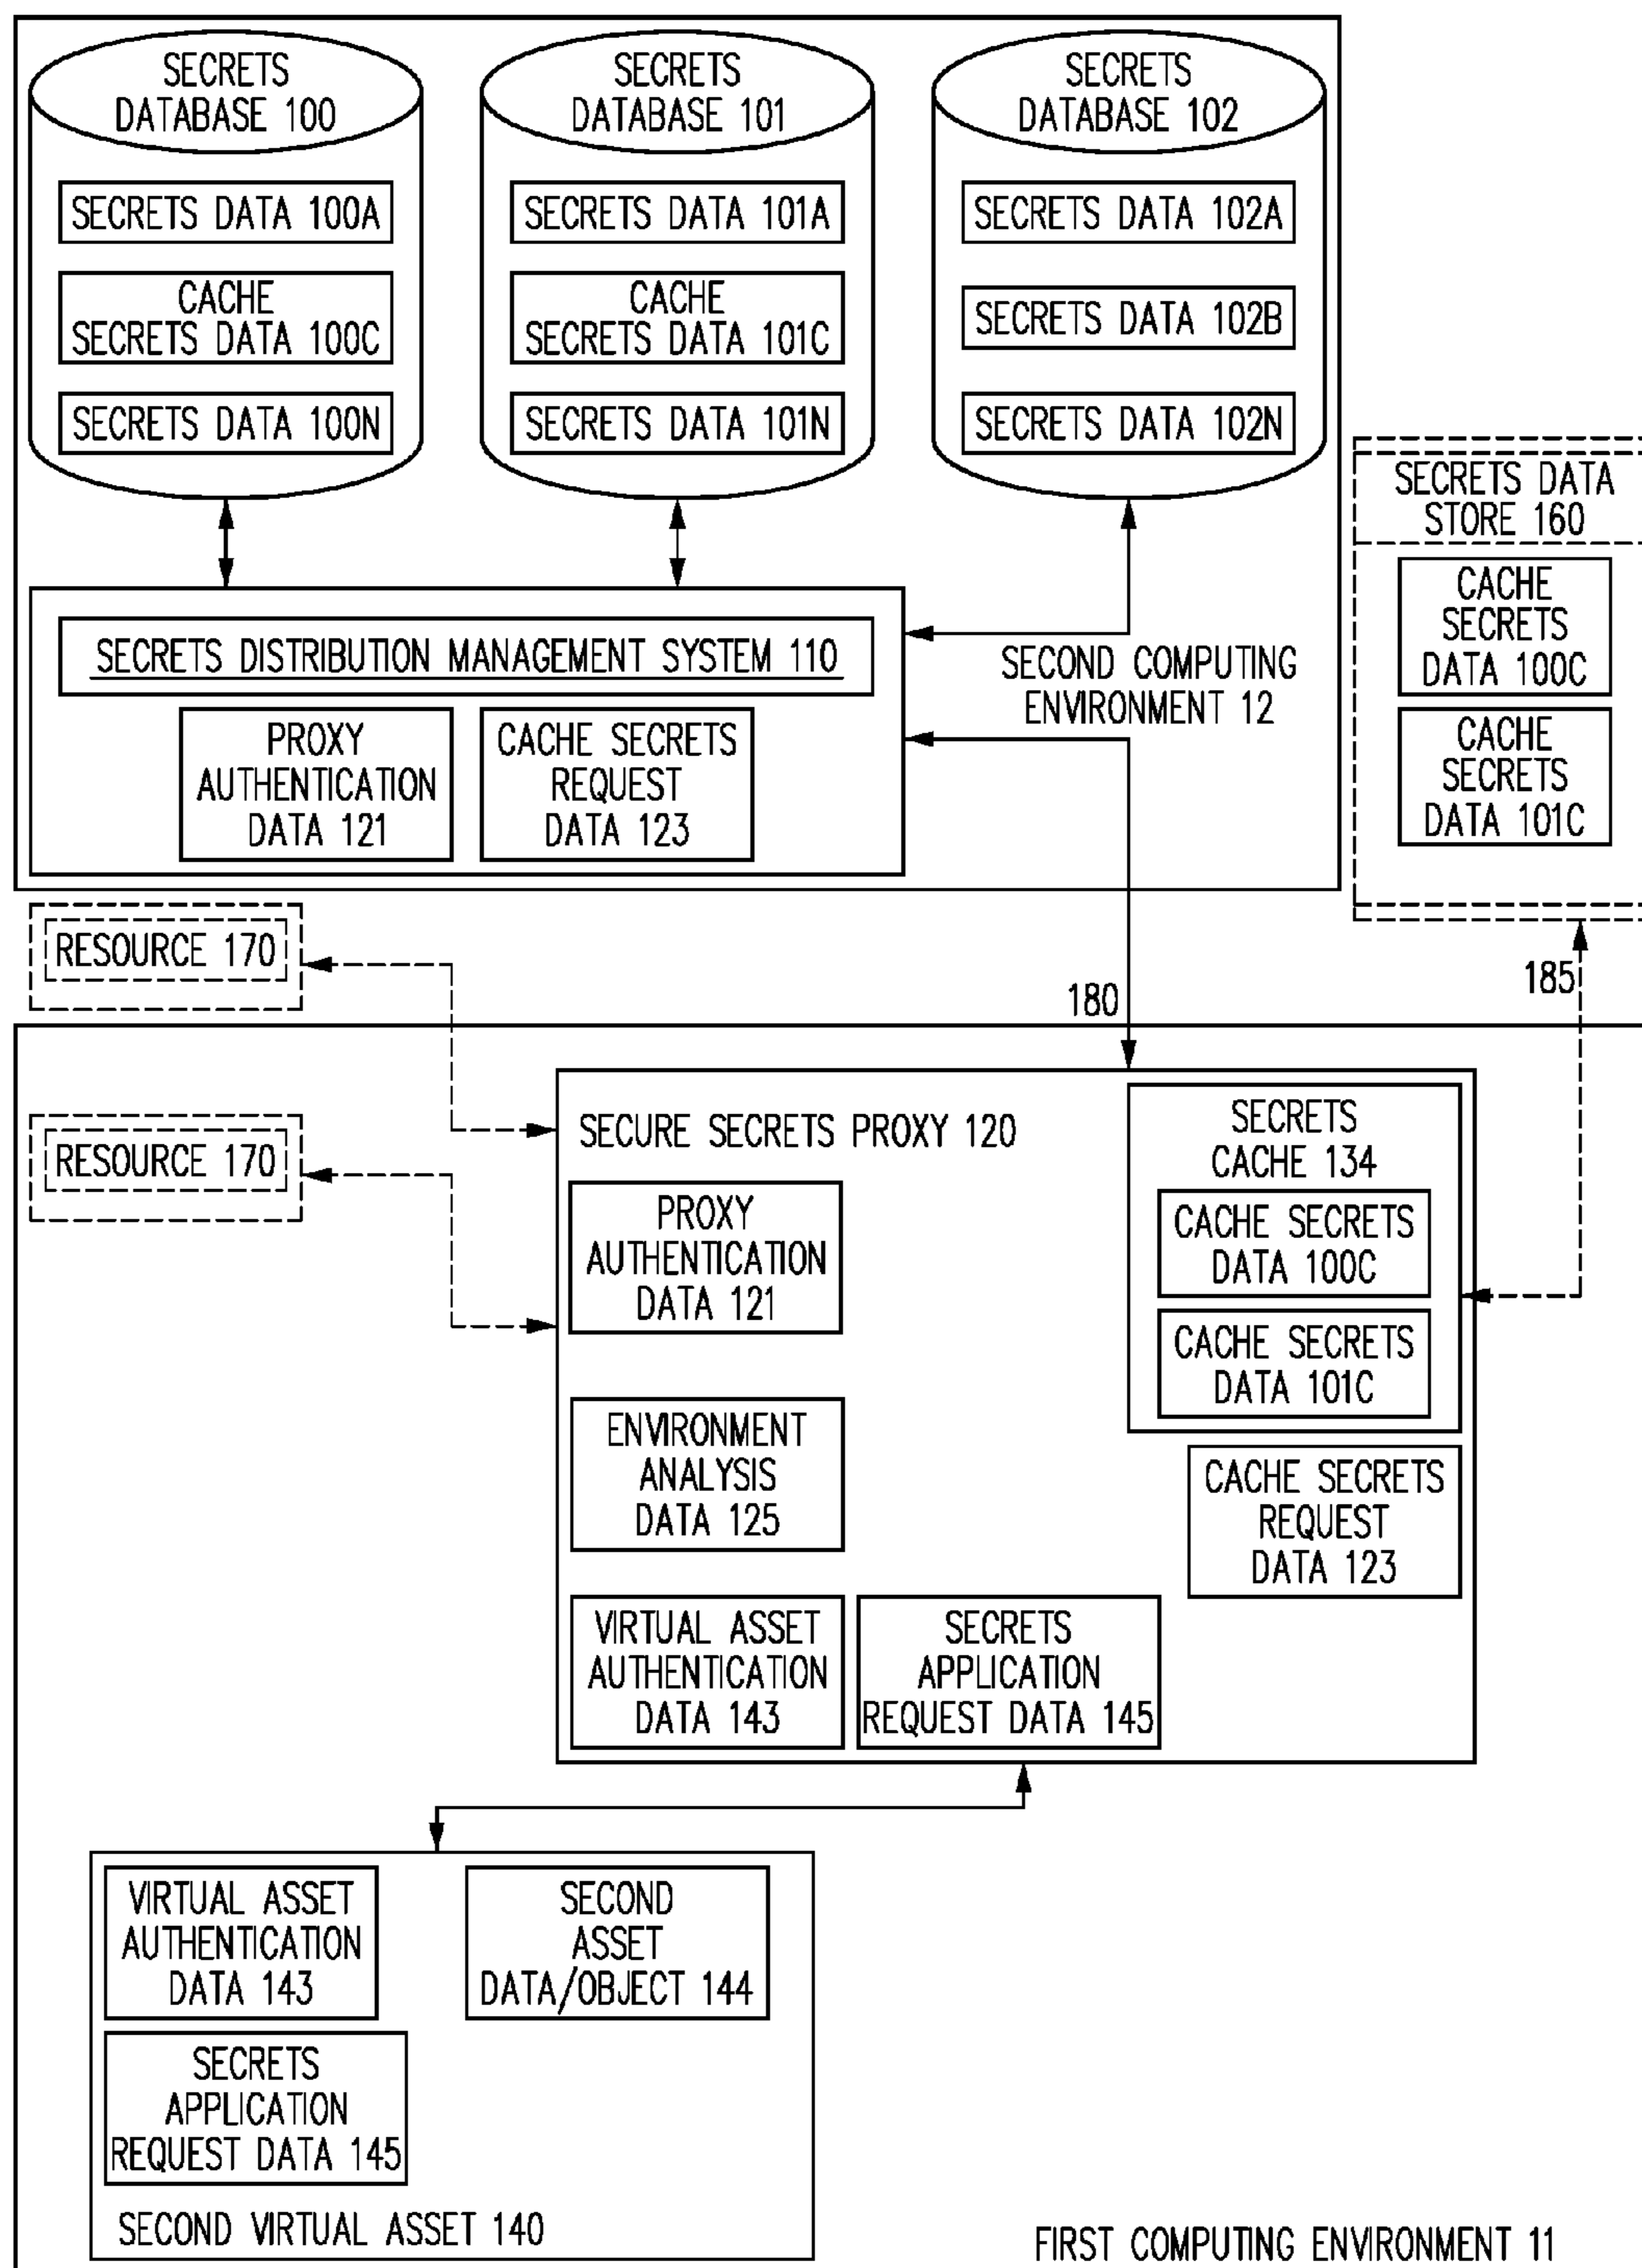 SECRETS
DATABASE 100
SECRETS DATA 100A
CACHE
SECRETS DATA 100C
SECRETS DATA 100N
SECRETS
DATABASE 101
SECRETS DATA 101A
CACHE
SECRETS DATA 101C
SECRETS DATA 101N
SECRETS
DATABASE 102
SECRETS DATA 102A
SECRETS DATA 102B
SECRETS DATA 102N
SECRETS DATA
STORE 160
CACHE
SECRETS
DATA 100C
CACHE
SECRETS
DATA 101C
SECRETS DISTRIBUTION MANAGEMENT SYSTEM 110
PROXY
AUTHENTICATION
DATA 121
CACHE SECRETS
REQUEST
DATA 123
SECOND COMPUTING
ENVIRONMENT 12
RESOURCE 170
180
185
RESOURCE 170
SECURE SECRETS PROXY 120
PROXY
AUTHENTICATION
DATA 121
SECRETS
CACHE 134
CACHE SECRETS
DATA 100C
CACHE SECRETS
DATA 101C
ENVIRONMENT
ANALYSIS
DATA 125
CACHE SECRETS
REQUEST
DATA 123
VIRTUAL ASSET
AUTHENTICATION
DATA 143
SECRETS
APPLICATION
REQUEST DATA 145
VIRTUAL ASSET
AUTHENTICATION
DATA 143
SECOND
ASSET
DATA/OBJECT 144
SECRETS
APPLICATION
REQUEST DATA 145
SECOND VIRTUAL ASSET 140
FIRST COMPUTING ENVIRONMENT 11